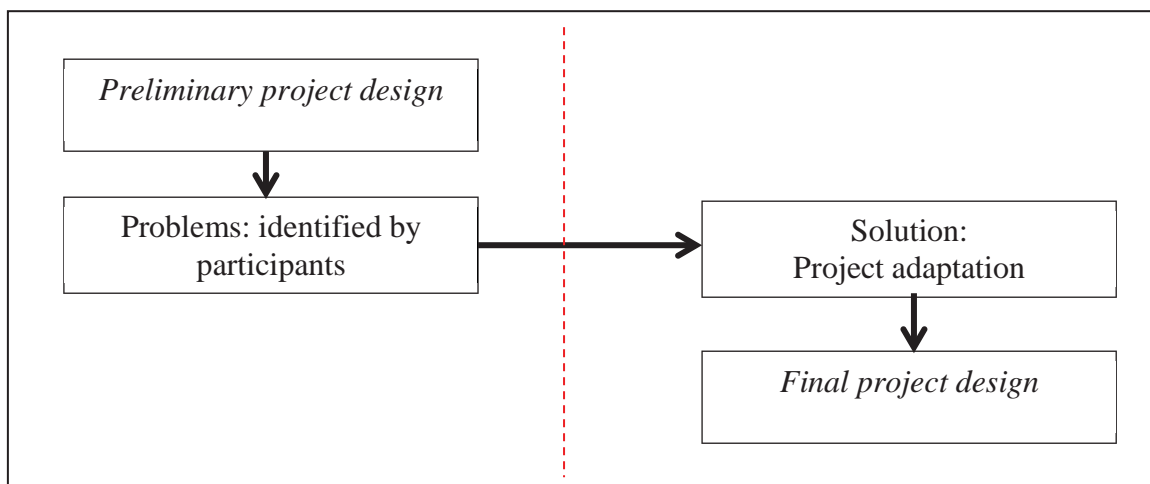 Preliminary project design
Problems: identified by
participants
Solution:
Project adaptation
Final project design